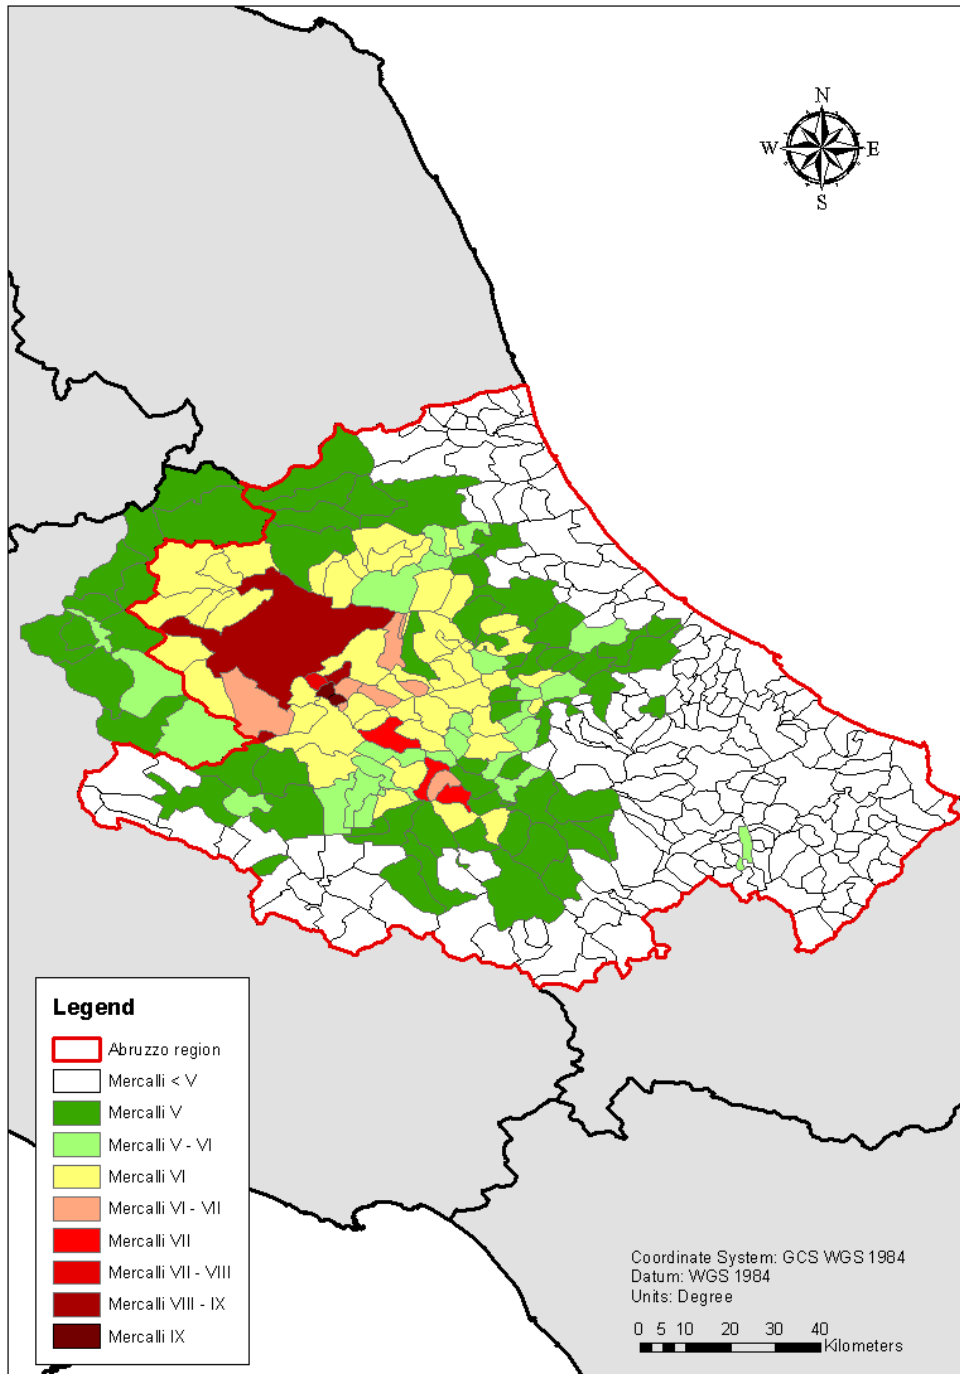 N
W E
S
Legend
Abruzzo region
Mercalli < V
Mercalli V
Mercalli V - VI
Mercalli VI
Mercalli VI - VII
Mercalli VII
Mercalli VII - VIII
Mercalli VIII - IX
Mercalli IX
Coordinate System: GCS WGS 1984
Datum: WGS 1984
Units: Degree
0 5 10 20 30 40
Kilometers